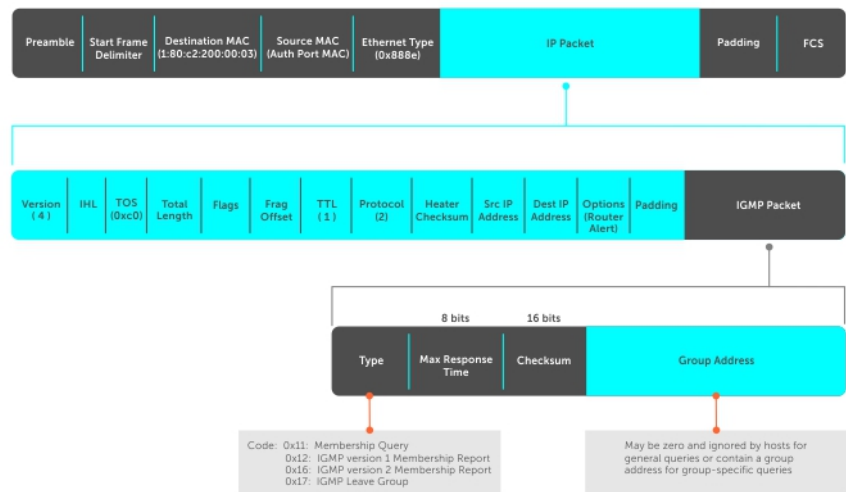 Preamble
Start Frame
Delimiter
Destination MAC
(1:80:c2:200:00:03)
Source MAC
(Auth Port MAC)
Ethernet Type
(0x888e)
IP Packet
Padding
FCS
Version
( 4 )
IHL
TOS
(0xc0)
Total
Length
Flags
Frag
Offset
TTL
( 1 )
Protocol
(2)
Heater
Checksum
Src IP
Address
Dest IP
Address
Options
(Router
Alert)
Padding
IGMP Packet
8 bits
16 bits
Type
Max Response
Time
Checksum
Group Address
Code: 0x11: Membership Query
0x12: IGMP version 1 Membership Report
0x16: IGMP version 2 Membership Report
0x17: IGMP Leave Group
May be zero and ignored by hosts for
general queries or contain a group
address for group-specific queries